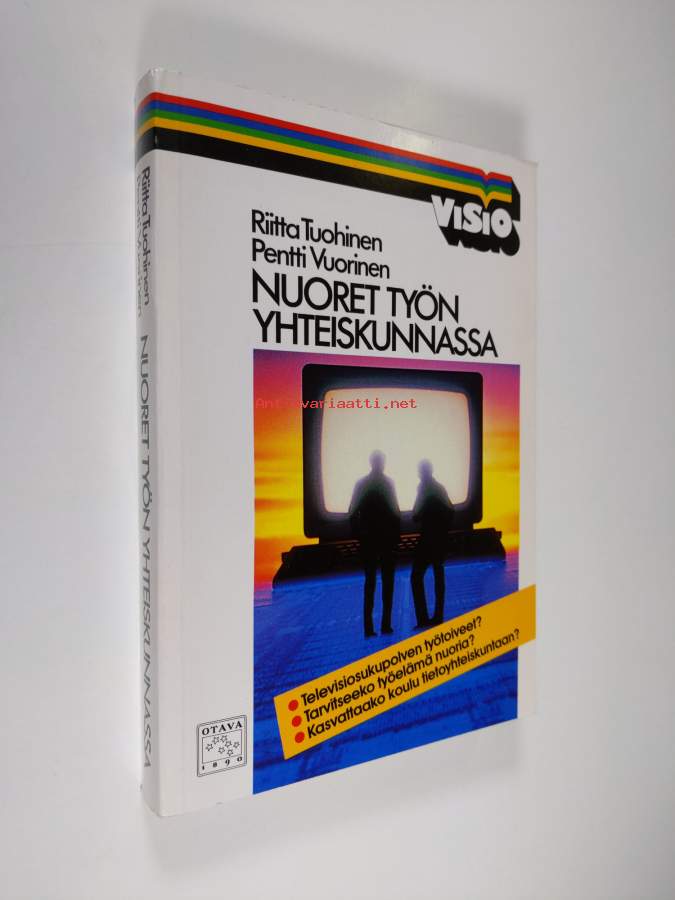 VISIO
Riitta Tuohinen
Pentti Vuorinen
NUORET TYÖN
YHTEISKUNNASSA
Antikvariaatti.net
• Televisiosukupolven työtoiveet?
• Tarvitseeko työelämä nuoria?
• Kasvattaako koulu tietoyhteiskuntaan?
OTAVA
1890
Riitta Tuohinen
Pentti Vuorinen
NUORET TYÖN YHTEISKUNNASSA